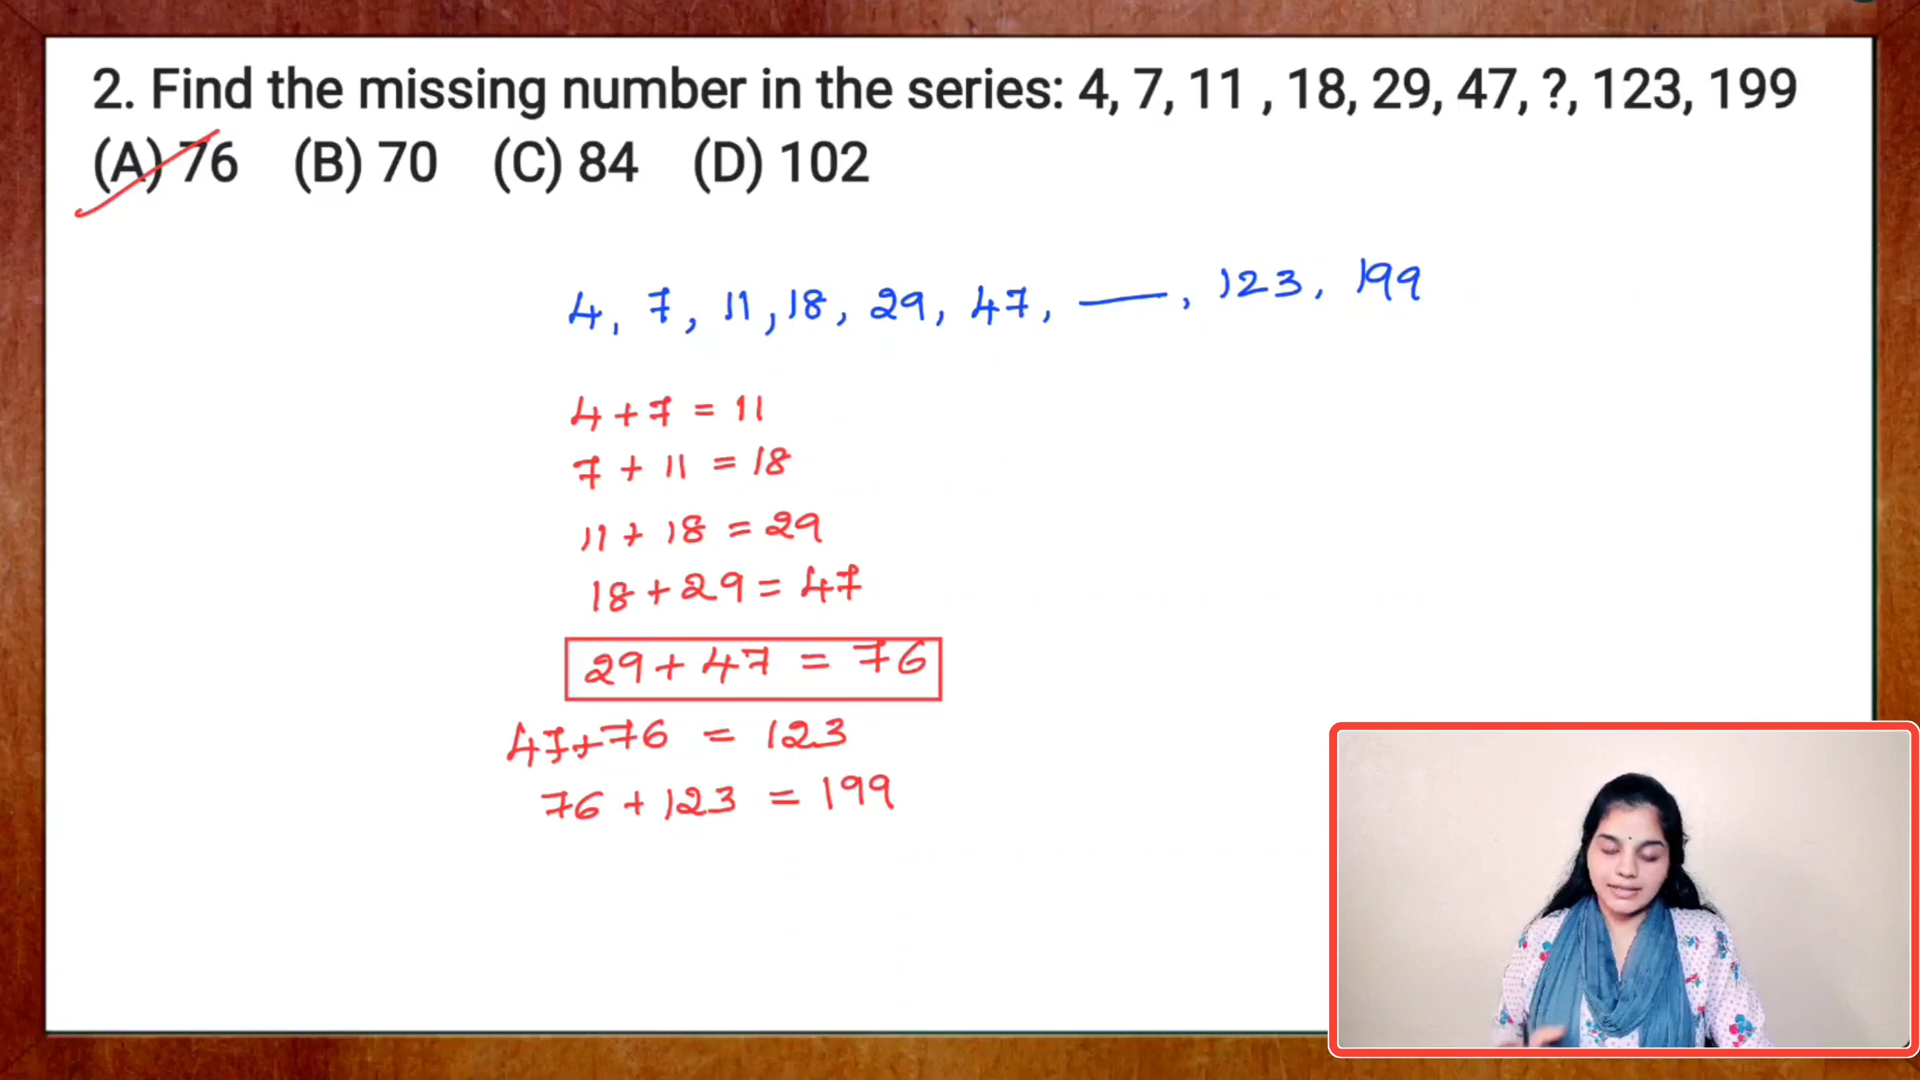 2. Find the missing number in the series: 4, 7, 11 , 18, 29, 47, ?, 123, 199
(A) 76 (B) 70 (C) 84 (D) 102
4, 7, 11, 18, 29, 47, —, 123, 199
4 + 7 = 11
7 + 11 = 18
11 + 18 = 29
18 + 29 = 47
29 + 47 = 76
47 + 76 = 123
76 + 123 = 199